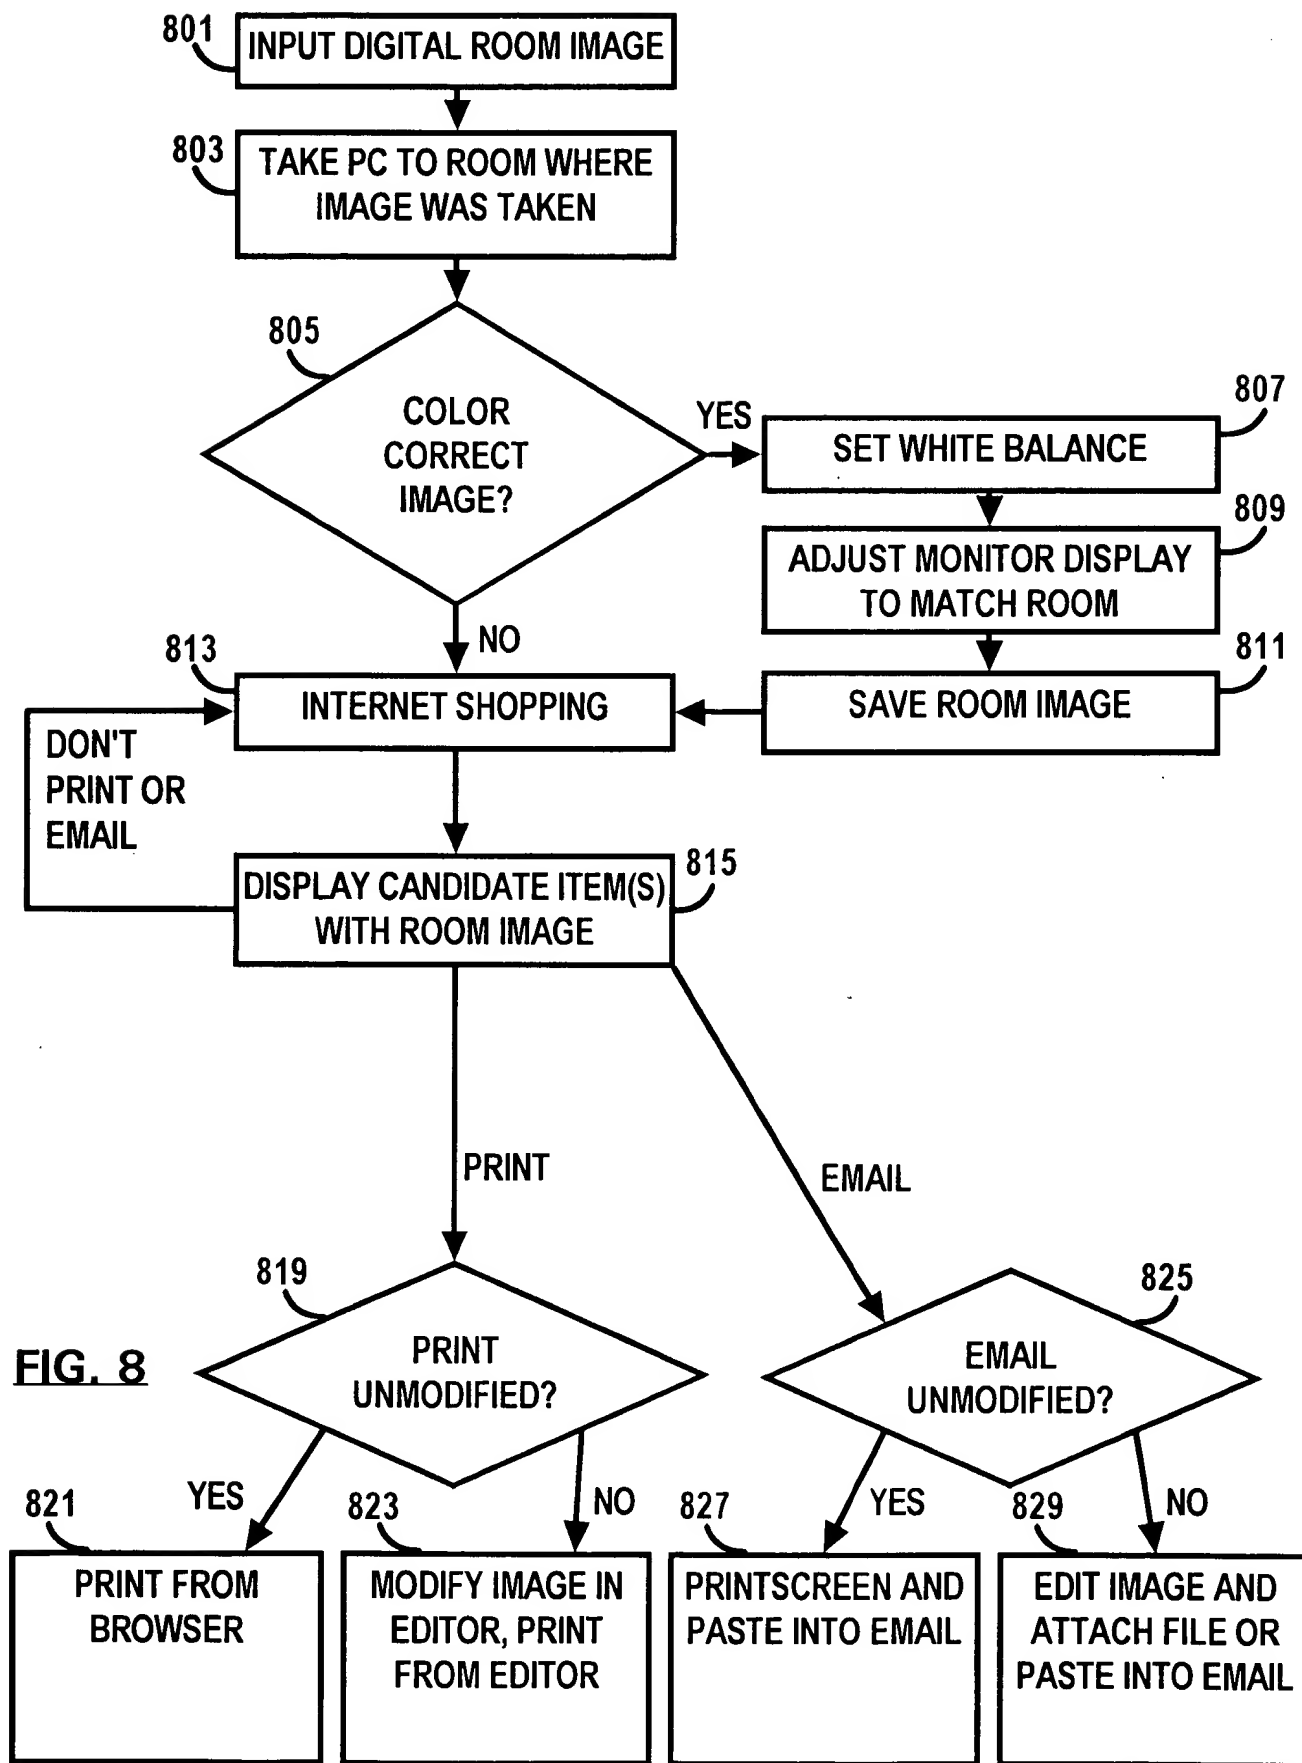 801
INPUT DIGITAL ROOM IMAGE
803
TAKE PC TO ROOM WHERE
IMAGE WAS TAKEN
805
COLOR
CORRECT
IMAGE?
YES
807
SET WHITE BALANCE
809
ADJUST MONITOR DISPLAY
TO MATCH ROOM
NO
811
SAVE ROOM IMAGE
813
INTERNET SHOPPING
DON'T
PRINT OR
EMAIL
815
DISPLAY CANDIDATE ITEM(S)
WITH ROOM IMAGE
PRINT
EMAIL
819
PRINT
UNMODIFIED?
825
EMAIL
UNMODIFIED?
FIG. 8
YES
821
PRINT FROM
BROWSER
NO
823
MODIFY IMAGE IN
EDITOR, PRINT
FROM EDITOR
YES
827
PRINTSCREEN AND
PASTE INTO EMAIL
NO
829
EDIT IMAGE AND
ATTACH FILE OR
PASTE INTO EMAIL